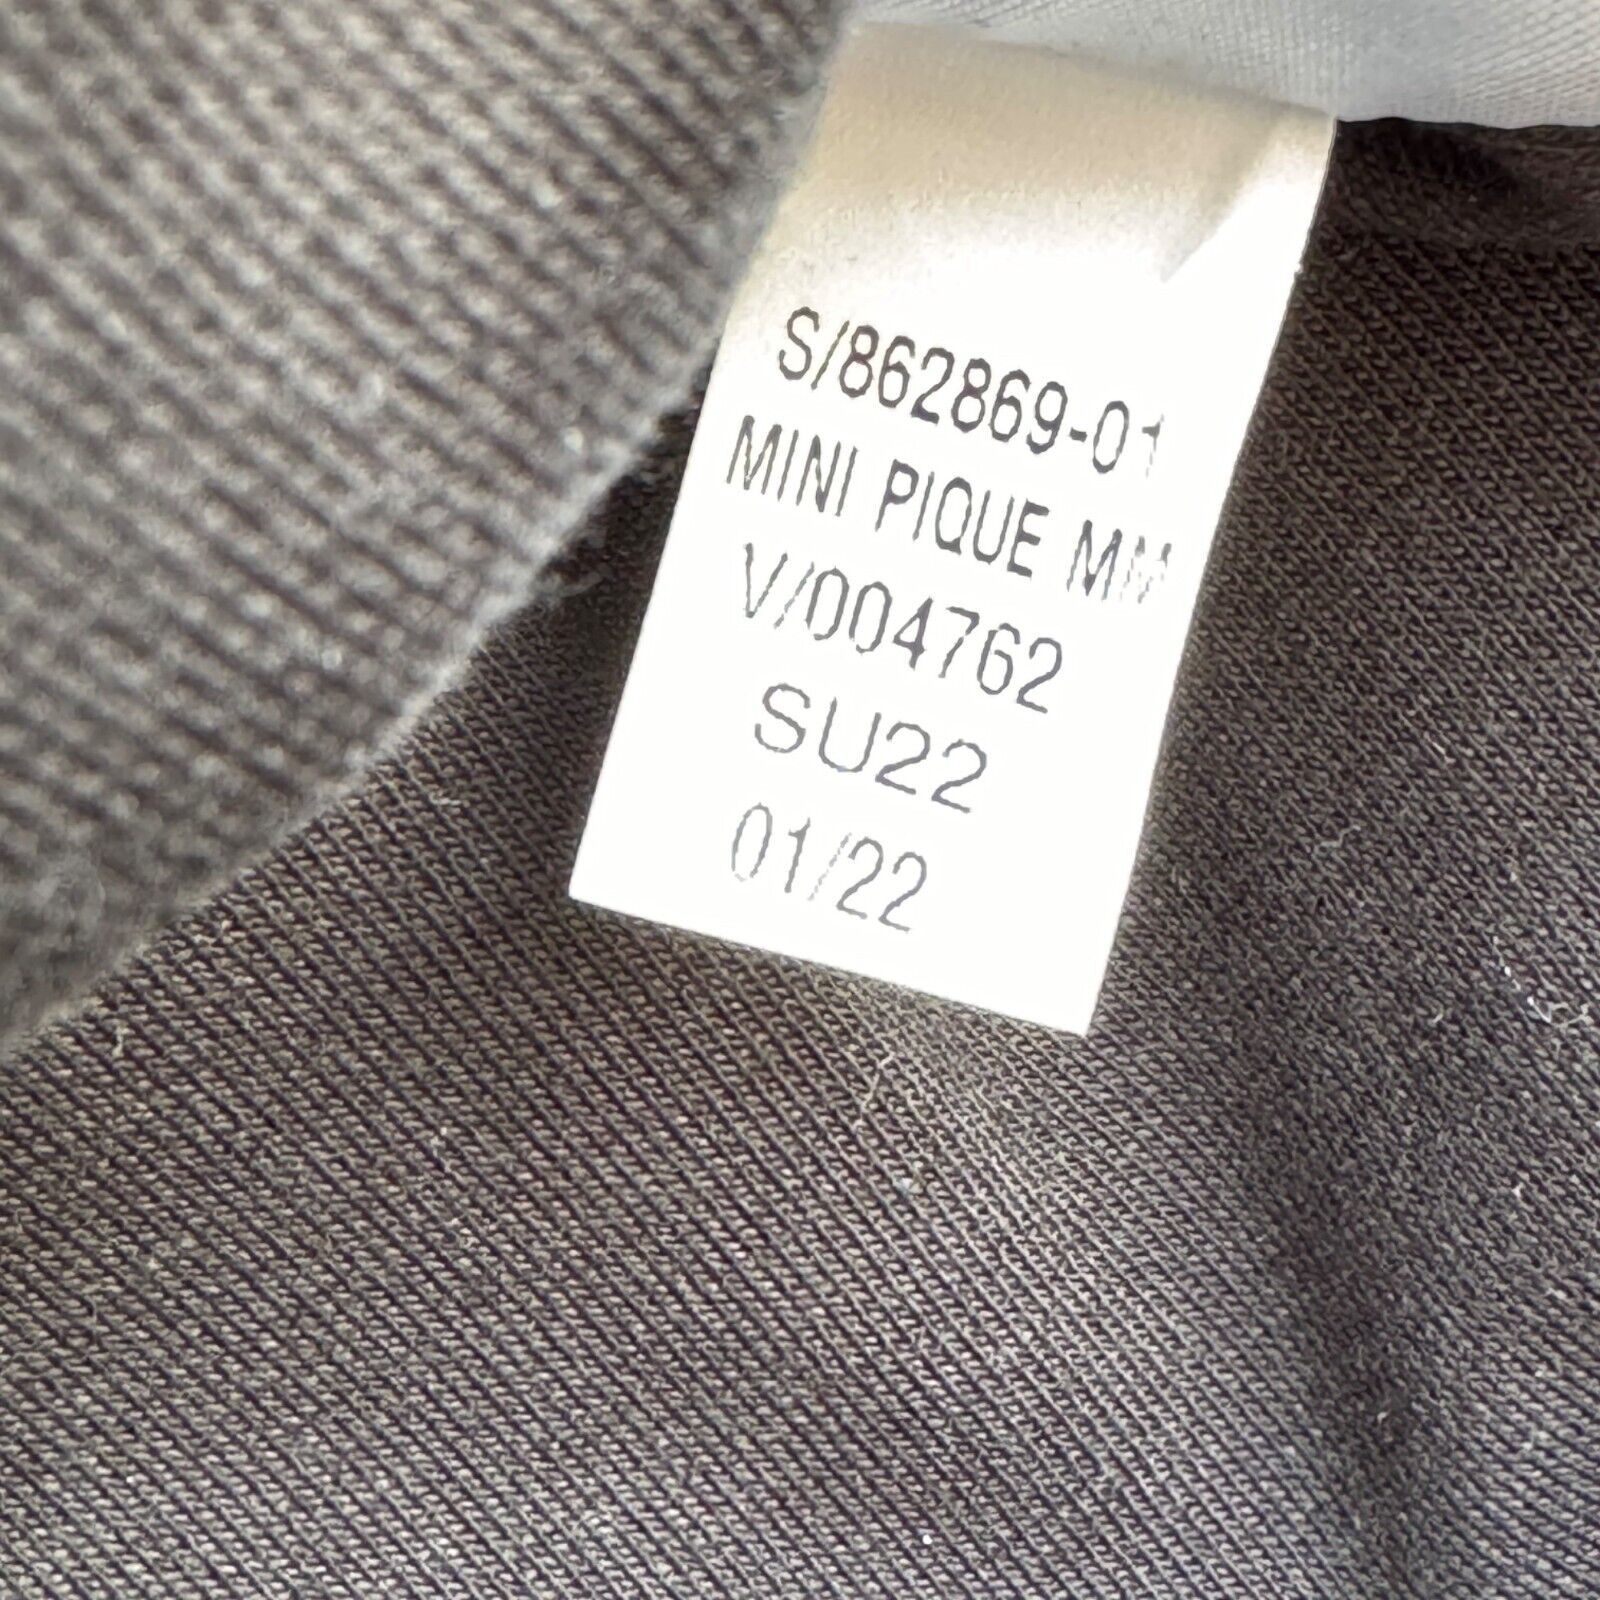 S/862869-01
MINI PIQUE MM
V/004762
SU22
01/22